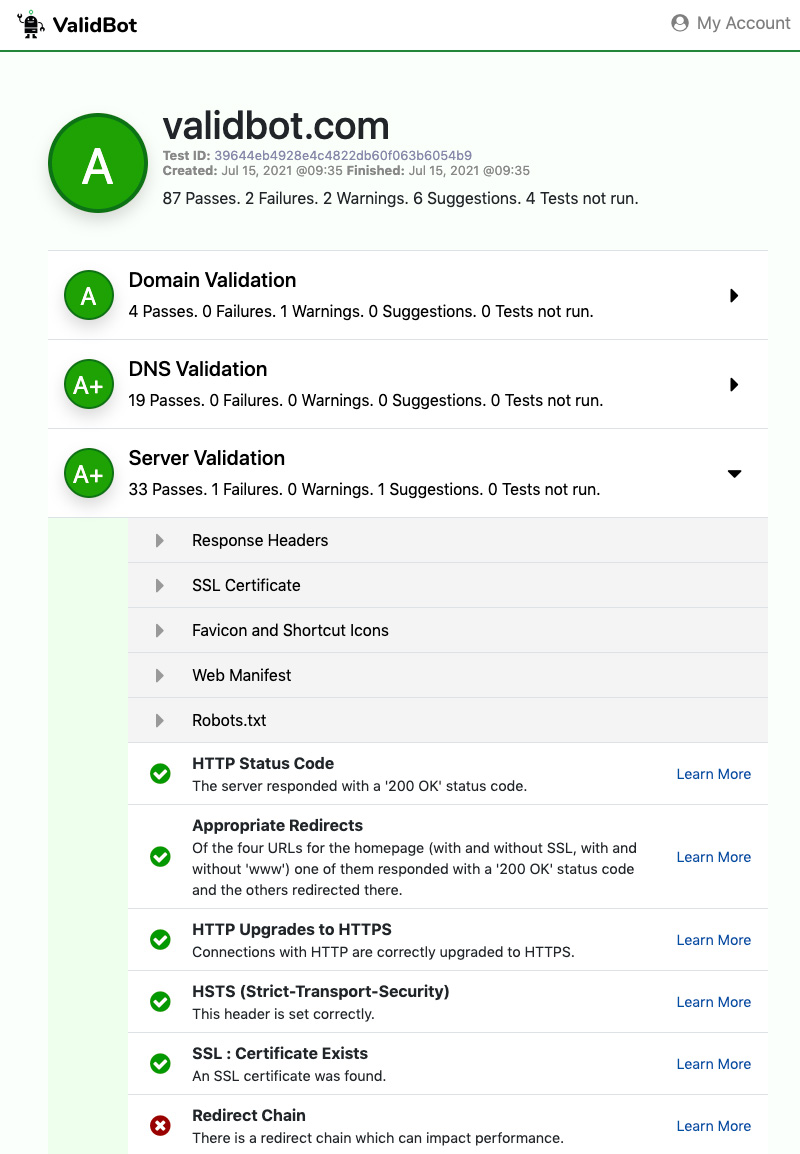 ValidBot
My Account
A
validbot.com
Test ID: 39644eb4928e4c4822db60f063b6054b9
Created: Jul 15, 2021 @09:35 Finished: Jul 15, 2021 @09:35
87 Passes. 2 Failures. 2 Warnings. 6 Suggestions. 4 Tests not run.
A
Domain Validation
4 Passes. 0 Failures. 1 Warnings. 0 Suggestions. 0 Tests not run.
A+
DNS Validation
19 Passes. 0 Failures. 0 Warnings. 0 Suggestions. 0 Tests not run.
A+
Server Validation
33 Passes. 1 Failures. 0 Warnings. 1 Suggestions. 0 Tests not run.
Response Headers
SSL Certificate
Favicon and Shortcut Icons
Web Manifest
Robots.txt
HTTP Status Code
The server responded with a '200 OK' status code.
Learn More
Appropriate Redirects
Of the four URLs for the homepage (with and without SSL, with and
without 'www') one of them responded with a '200 OK' status code
and the others redirected there.
Learn More
HTTP Upgrades to HTTPS
Connections with HTTP are correctly upgraded to HTTPS.
Learn More
HSTS (Strict-Transport-Security)
This header is set correctly.
Learn More
SSL : Certificate Exists
An SSL certificate was found.
Learn More
Redirect Chain
There is a redirect chain which can impact performance.
Learn More